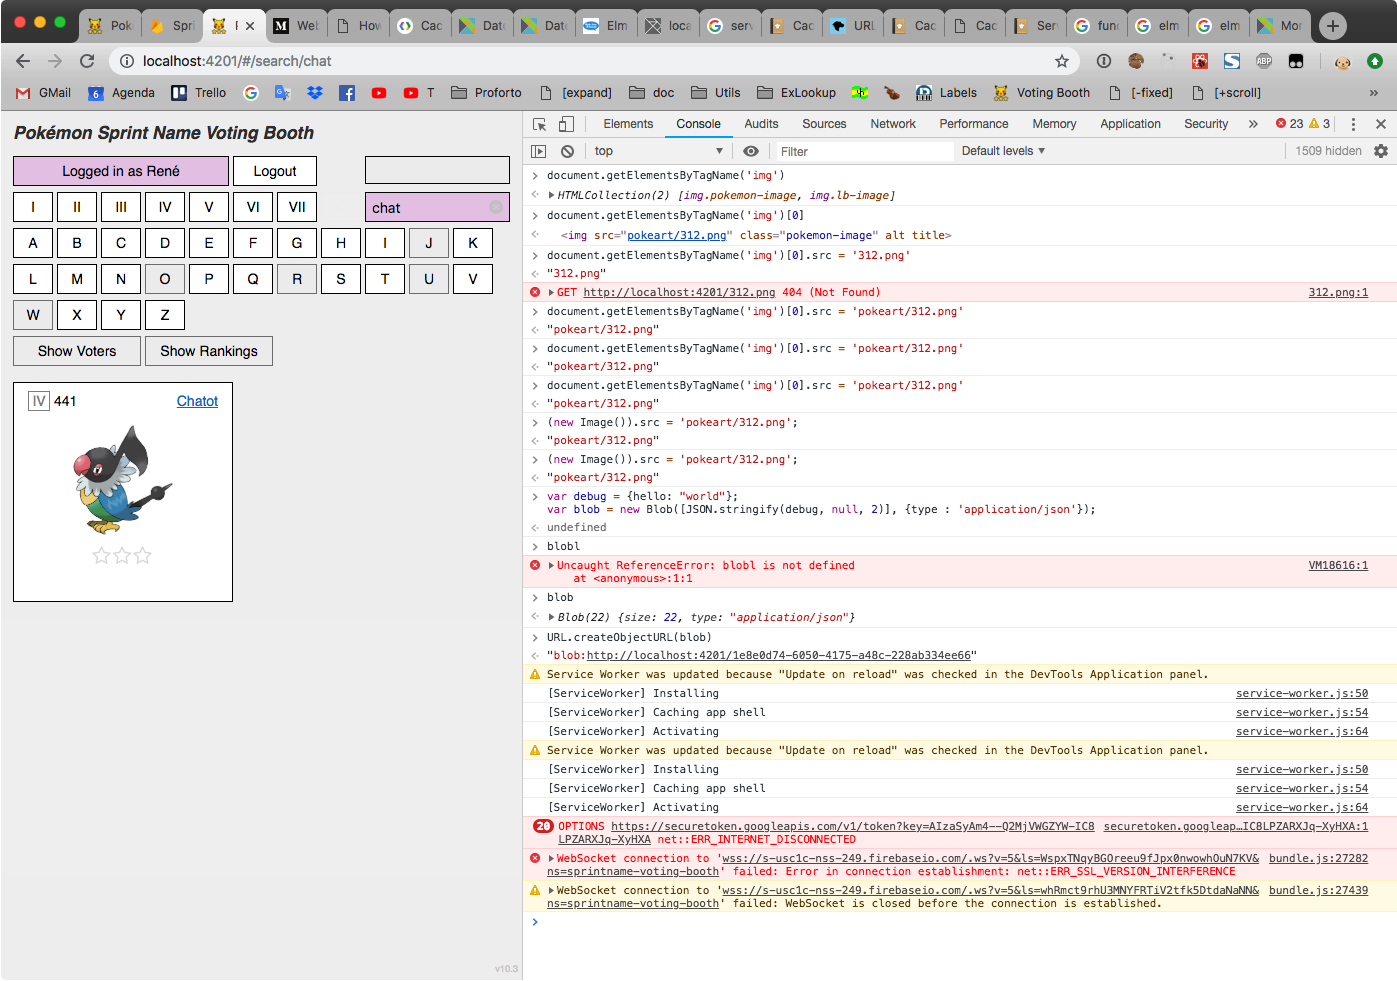 Pok
Spri
P
Web
How
Cac
Date
Date
Elm
loca
serv
Cac
URL
Cac
Cac
Serv
fund
elm
elm
Mor
localhost:4201/#/search/chat
GMail
6 Agenda
Trello
T
Proforto
[expand]
doc
Utils
ExLookup
Labels
Voting Booth
[-fixed]
[+scroll]
»
Pokémon Sprint Name Voting Booth
Logged in as René
Logout
I II III IV V VI VII
chat
A B C D E F G H I J K
L M N O P Q R S T U V
W X Y Z
Show Voters
Show Rankings
IV 441
Chatot
v10.3
Elements Console Audits Sources Network Performance Memory Application Security » 23 3
top
Filter
Default levels
1509 hidden
document.getElementsByTagName('img')
HTMLCollection(2) [img.pokemon-image, img.lb-image]
document.getElementsByTagName('img')[0]
<img src="pokeart/312.png" class="pokemon-image" alt title>
document.getElementsByTagName('img')[0].src = '312.png'
"312.png"
GET http://localhost:4201/312.png 404 (Not Found) 312.png:1
document.getElementsByTagName('img')[0].src = 'pokeart/312.png'
"pokeart/312.png"
document.getElementsByTagName('img')[0].src = 'pokeart/312.png'
"pokeart/312.png"
document.getElementsByTagName('img')[0].src = 'pokeart/312.png'
"pokeart/312.png"
(new Image()).src = 'pokeart/312.png';
"pokeart/312.png"
(new Image()).src = 'pokeart/312.png';
"pokeart/312.png"
var debug = {hello: "world"};
var blob = new Blob([JSON.stringify(debug, null, 2)], {type : 'application/json'});
undefined
blobl
Uncaught ReferenceError: blobl is not defined VM18616:1
at <anonymous>:1:1
blob
Blob(22) {size: 22, type: "application/json"}
URL.createObjectURL(blob)
"blob:http://localhost:4201/1e8e0d74-6050-4175-a48c-228ab334ee66"
Service Worker was updated because "Update on reload" was checked in the DevTools Application panel.
[ServiceWorker] Installing service-worker.js:50
[ServiceWorker] Caching app shell service-worker.js:54
[ServiceWorker] Activating service-worker.js:64
Service Worker was updated because "Update on reload" was checked in the DevTools Application panel.
[ServiceWorker] Installing service-worker.js:50
[ServiceWorker] Caching app shell service-worker.js:54
[ServiceWorker] Activating service-worker.js:64
20 OPTIONS https://securetoken.googleapis.com/v1/token?key=AIzaSyAm4--Q2MjVWGZYW-IC8 securetoken.googleap…IC8LPZARXJq-XyHXA:1
LPZARXJq-XyHXA net::ERR_INTERNET_DISCONNECTED
WebSocket connection to 'wss://s-usc1c-nss-249.firebaseio.com/.ws?v=5&ls=WspxTNqyBGOreeu9fJpx0nwowhOuN7KV& bundle.js:27282
ns=sprintname-voting-booth' failed: Error in connection establishment: net::ERR_SSL_VERSION_INTERFERENCE
WebSocket connection to 'wss://s-usc1c-nss-249.firebaseio.com/.ws?v=5&ls=whRmct9rhU3MNYFRTiV2tfk5DtdaNaNN& bundle.js:27439
ns=sprintname-voting-booth' failed: WebSocket is closed before the connection is established.